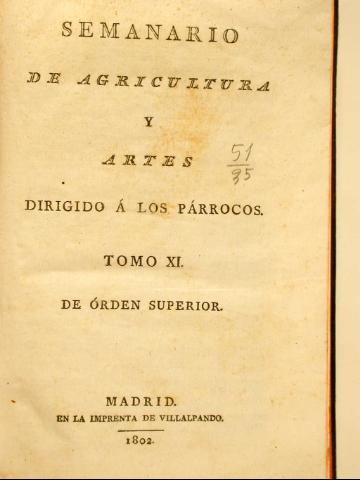 SEMANARIO
DE AGRICULTURA
Y
ARTES
51
35
DIRIGIDO Á LOS PÁRROCOS.
TOMO XI.
DE ÓRDEN SUPERIOR.
MADRID.
EN LA IMPRENTA DE VILLALPANDO.
1802.